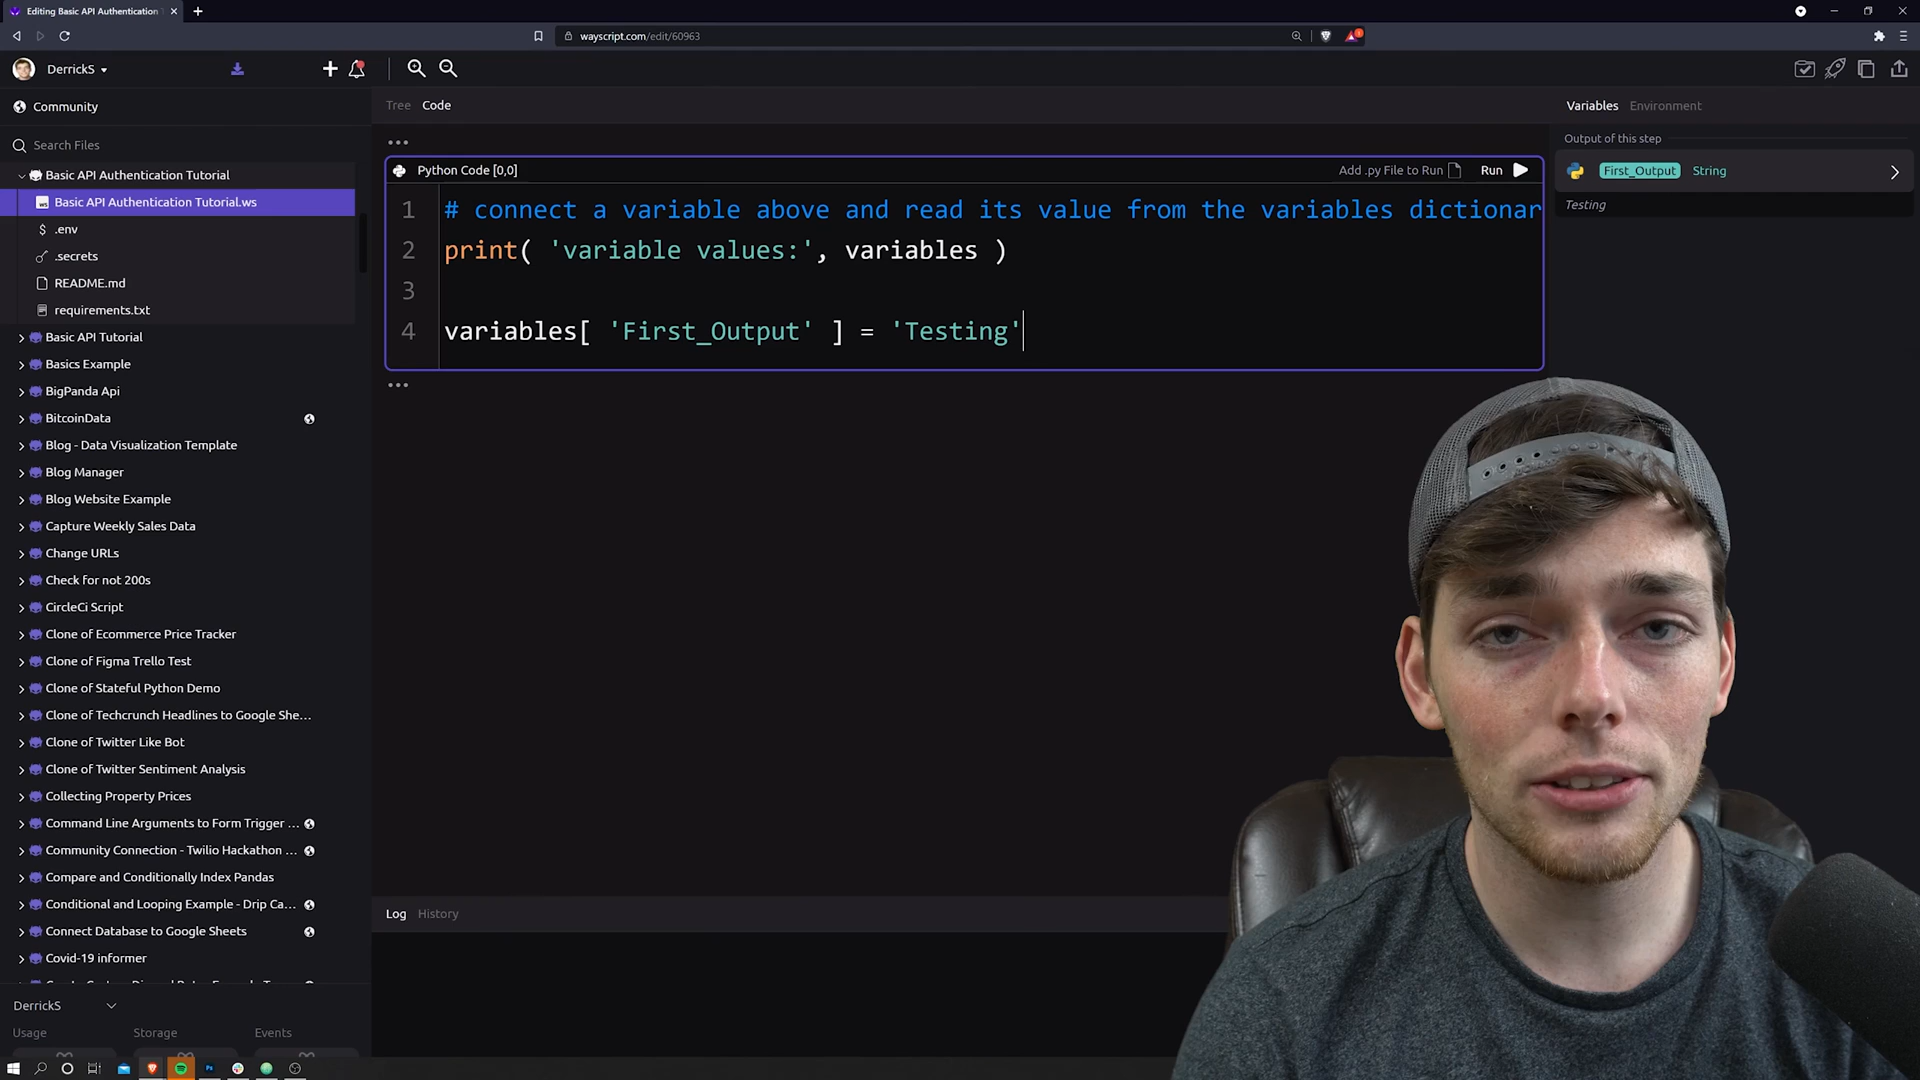 Editing Basic API Authentication
wayscript.com/edit/60963
DerrickS
Community
Search Files
Basic API Authentication Tutorial
Basic API Authentication Tutorial.ws
.env
.secrets
README.md
requirements.txt
Basic API Tutorial
Basics Example
BigPanda Api
BitcoinData
Blog - Data Visualization Template
Blog Manager
Blog Website Example
Capture Weekly Sales Data
Change URLs
Check for not 200s
CircleCi Script
Clone of Ecommerce Price Tracker
Clone of Figma Trello Test
Clone of Stateful Python Demo
Clone of Techcrunch Headlines to Google She...
Clone of Twitter Like Bot
Clone of Twitter Sentiment Analysis
Collecting Property Prices
Command Line Arguments to Form Trigger ...
Community Connection - Twilio Hackathon ...
Compare and Conditionally Index Pandas
Conditional and Looping Example - Drip Ca...
Connect Database to Google Sheets
Covid-19 informer
DerrickS
Usage Storage Events
Tree Code
Python Code [0,0] Add .py File to Run Run
1 # connect a variable above and read its value from the variables dictionar
2 print( 'variable values:', variables )
3
4 variables[ 'First_Output' ] = 'Testing'
Log History
Variables Environment
Output of this step
First_Output String
Testing